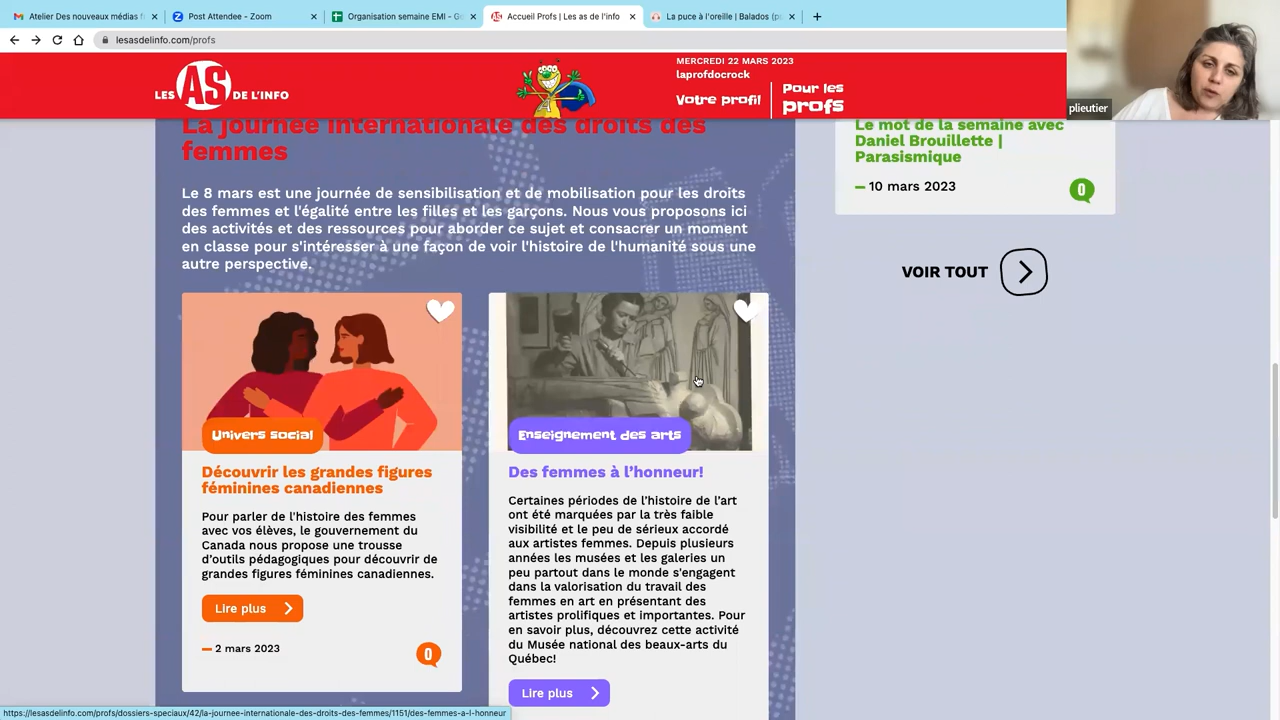 Atelier Des nouveaux médias f
Post Attendee - Zoom
Organisation semaine EMI - Go
Accueil Profs | Les as de l'info
La puce à l'oreille | Balados (po
lesasdelinfo.com/profs
LES AS DE L'INFO
MERCREDI 22 MARS 2023
laprofdocrock
Votre profil
Pour les
profs
plieutier
La journée internationale des droits des
femmes
Le 8 mars est une journée de sensibilisation et de mobilisation pour les droits
des femmes et l'égalité entre les filles et les garçons. Nous vous proposons ici
des activités et des ressources pour aborder ce sujet et consacrer un moment
en classe pour s'intéresser à une façon de voir l'histoire de l'humanité sous une
autre perspective.
Le mot de la semaine avec
Daniel Brouillette |
Parasismique
10 mars 2023
0
VOIR TOUT
Univers social
Découvrir les grandes figures
féminines canadiennes
Pour parler de l'histoire des femmes
avec vos élèves, le gouvernement du
Canada nous propose une trousse
d'outils pédagogiques pour découvrir de
grandes figures féminines canadiennes.
Lire plus
2 mars 2023
0
Enseignement des arts
Des femmes à l'honneur!
Certaines périodes de l'histoire de l'art
ont été marquées par la très faible
visibilité et le peu de sérieux accordé
aux artistes femmes. Depuis plusieurs
années les musées et les galeries un
peu partout dans le monde s'engagent
dans la valorisation du travail des
femmes en art en présentant des
artistes prolifiques et importantes. Pour
en savoir plus, découvrez cette activité
du Musée national des beaux-arts du
Québec!
Lire plus
https://lesasdelinfo.com/profs/dossiers-speciaux/42/la-journee-internationale-des-droits-des-femmes/1151/des-femmes-a-l-honneur